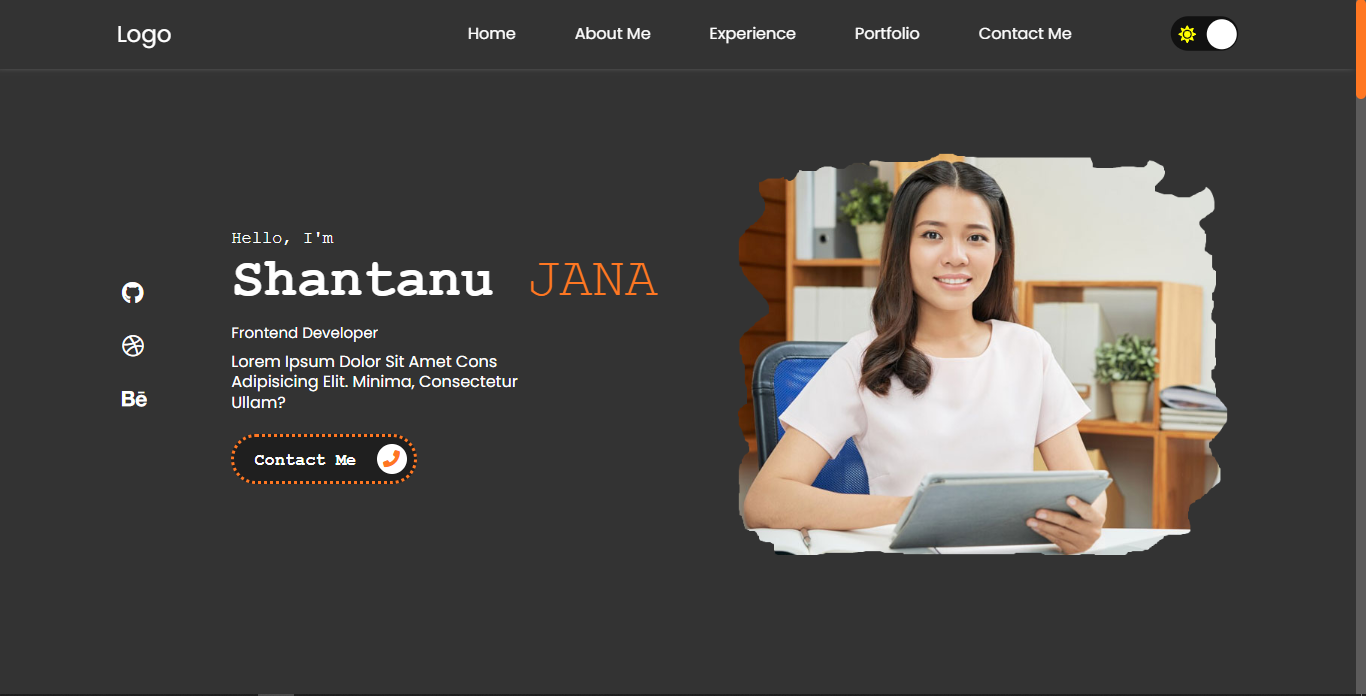 Logo
Home About Me Experience Portfolio Contact Me
Hello, I'm
Shantanu JANA
Frontend Developer
Lorem Ipsum Dolor Sit Amet Cons
Adipisicing Elit. Minima, Consectetur
Ullam?
Contact Me
Bē